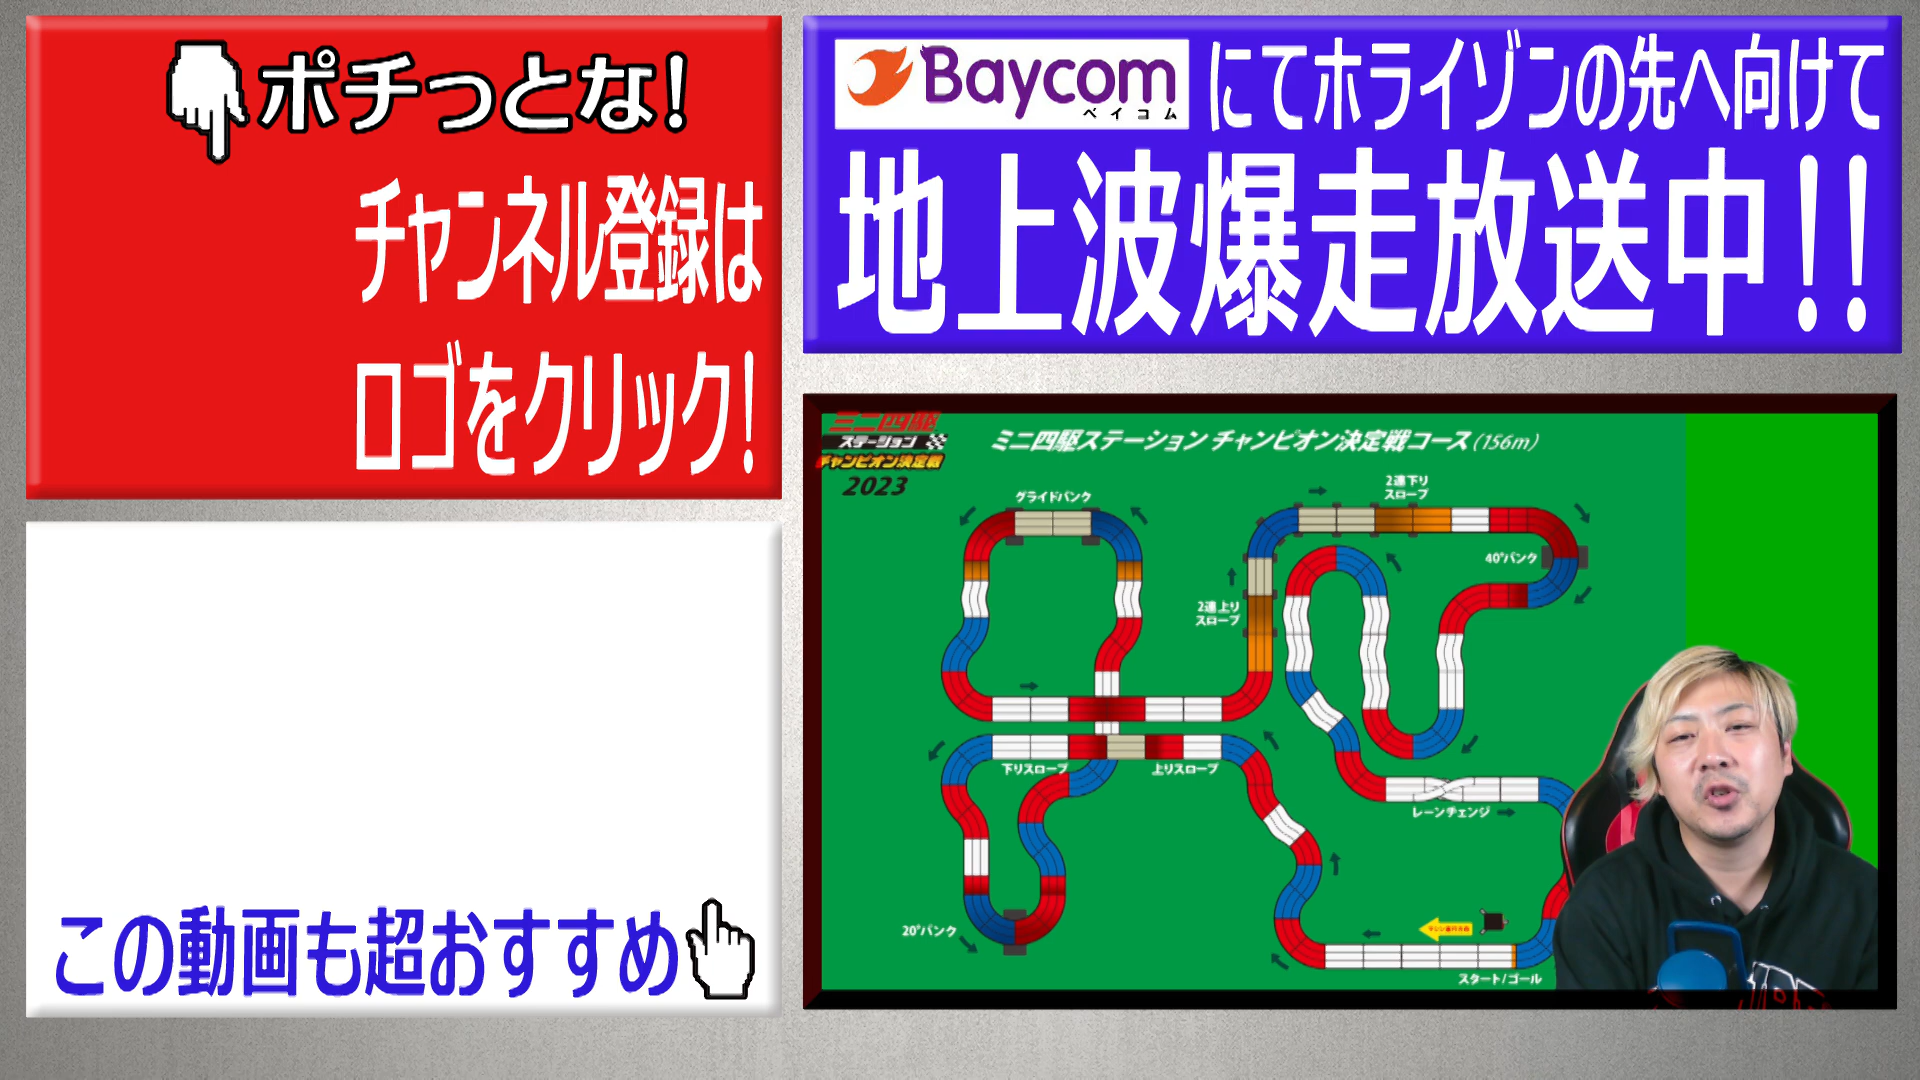 ポチっとな!
チャンネル登録は
ロゴをクリック!
Baycom
ベイコム
にてホライゾンの先へ向けて
地上波爆走放送中!!
ミニ四駆
ステーション
チャンピオン決定戦
2023
ミニ四駆ステーション チャンピオン決定戦コース(156m)
グライドバンク
2連下り
スロープ
40°バンク
2連上り
スロープ
下りスロープ
上りスロープ
レーンチェンジ
20°バンク
スタート/ゴール
この動画も超おすすめ